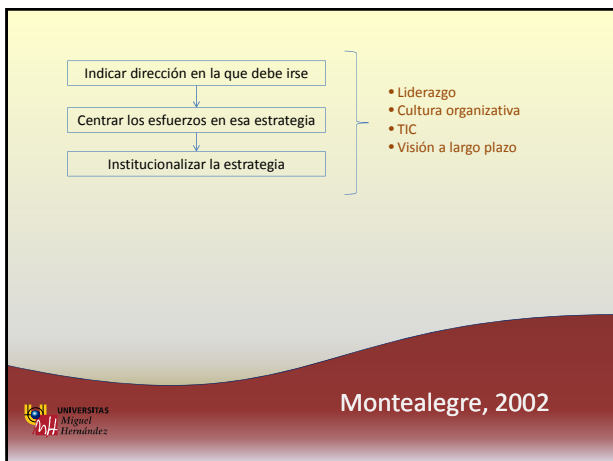 Indicar dirección en la que debe irse
Centrar los esfuerzos en esa estrategia
Institucionalizar la estrategia
• Liderazgo
• Cultura organizativa
• TIC
• Visión a largo plazo
Montealegre, 2002
UNIVERSITAS
Miguel
Hernández